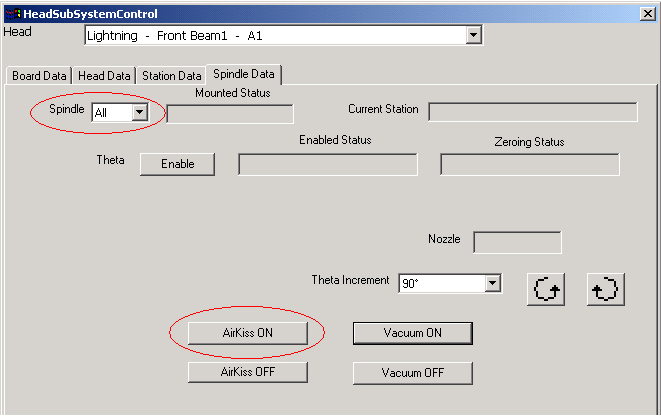 HeadSubSystemControl
Head
Lightning - Front Beam1 - A1
Board Data Head Data Station Data Spindle Data
Mounted Status
Spindle All Current Station
Enabled Status Zeroing Status
Theta Enable
Nozzle
Theta Increment 90°
AirKiss ON Vacuum ON
AirKiss OFF Vacuum OFF